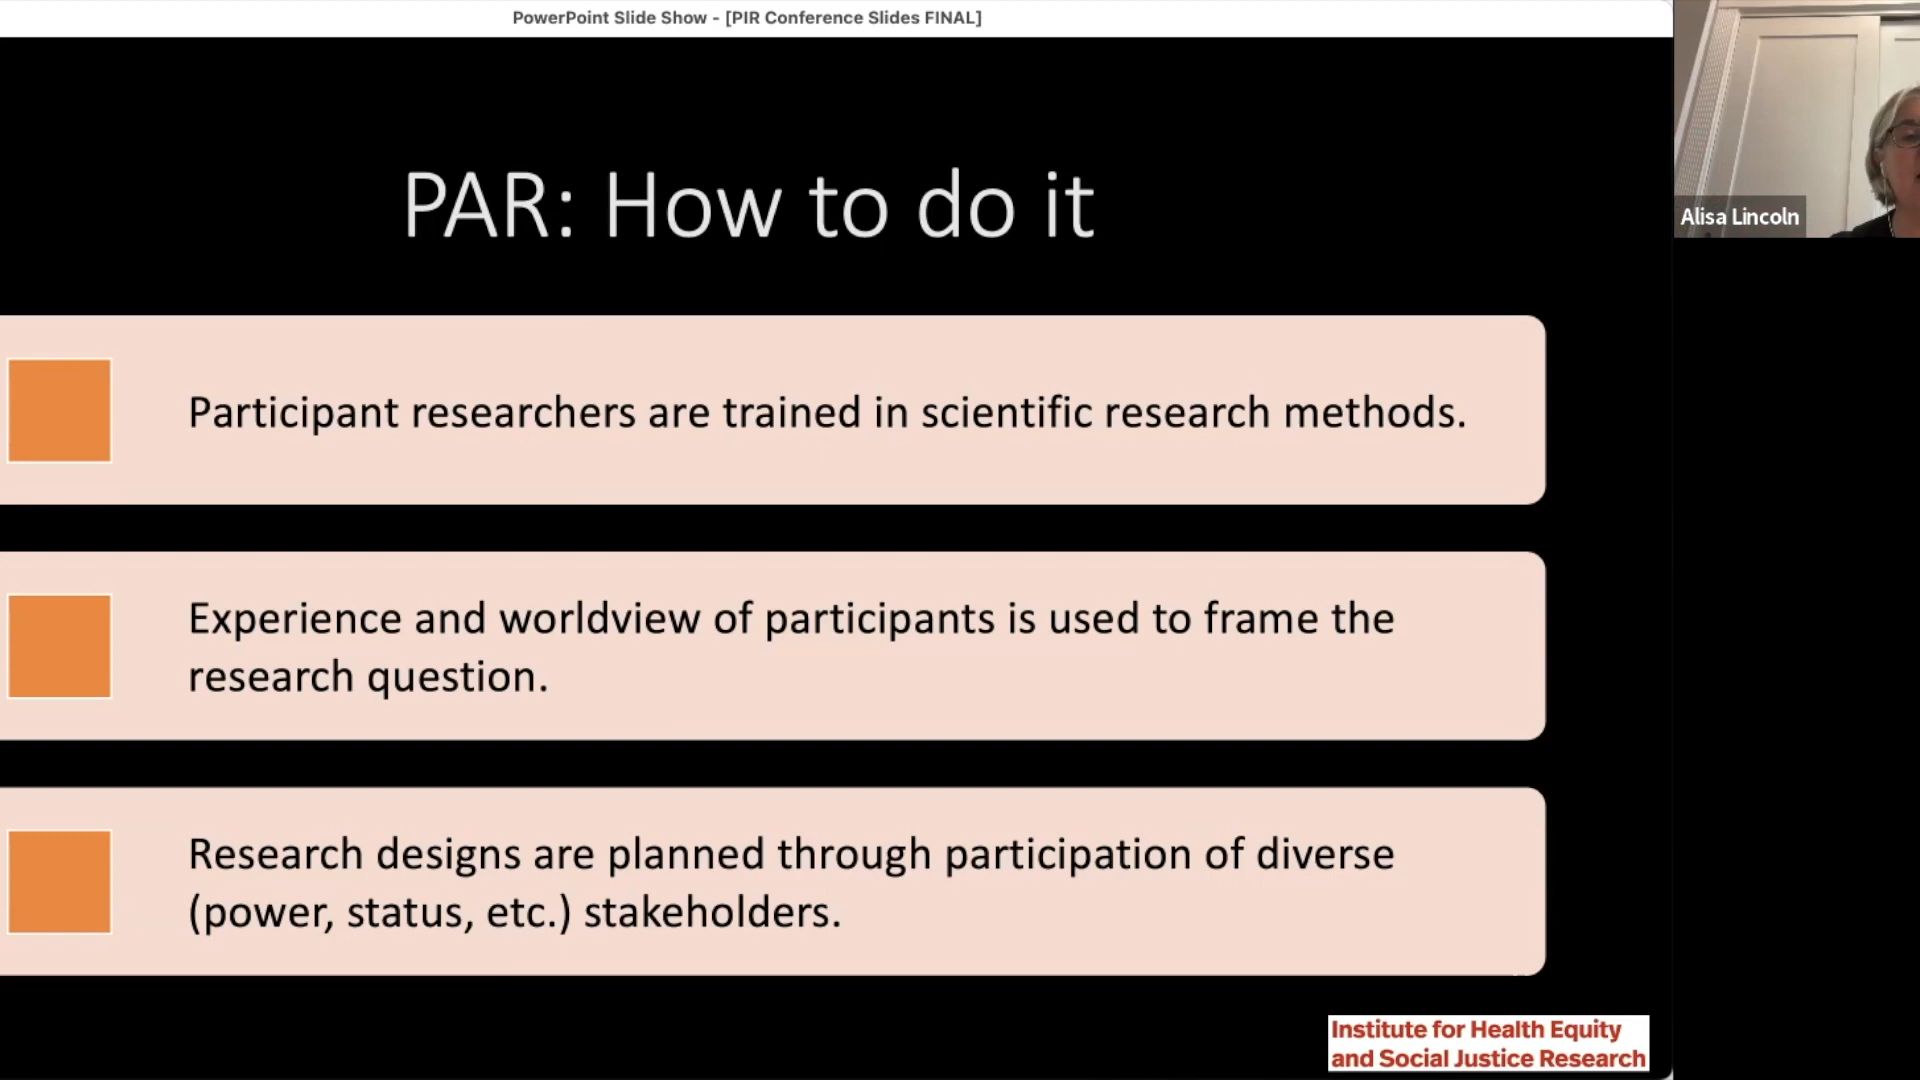 PowerPoint Slide Show - [PIR Conference Slides FINAL]
PAR: How to do it
Alisa Lincoln
Participant researchers are trained in scientific research methods.
Experience and worldview of participants is used to frame the
research question.
Research designs are planned through participation of diverse
(power, status, etc.) stakeholders.
Institute for Health Equity
and Social Justice Research